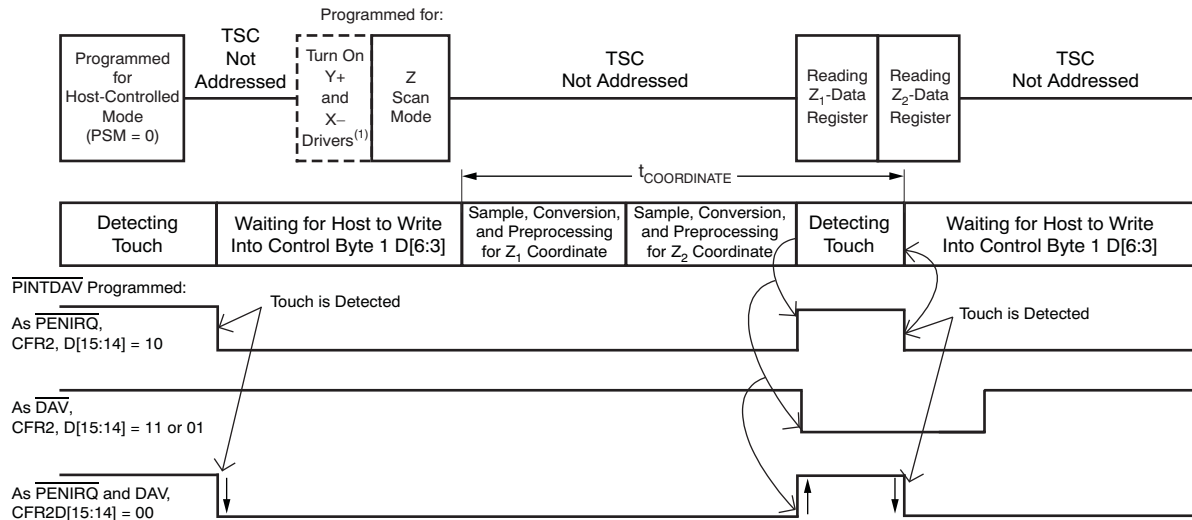 Programmed for:
Programmed
for
Host-Controlled
Mode
(PSM = 0)
TSC
Not
Addressed
Turn On
Y+
and
X−
Drivers(1)
Z
Scan
Mode
TSC
Not Addressed
Reading
Z1-Data
Register
Reading
Z2-Data
Register
TSC
Not Addressed
tCOORDINATE
Detecting
Touch
Waiting for Host to Write
Into Control Byte 1 D[6:3]
Sample, Conversion,
and Preprocessing
for Z1 Coordinate
Sample, Conversion,
and Preprocessing
for Z2 Coordinate
Detecting
Touch
Waiting for Host to Write
Into Control Byte 1 D[6:3]
PINTDAV Programmed:
Touch is Detected
Touch is Detected
As PENIRQ,
CFR2, D[15:14] = 10
As DAV,
CFR2, D[15:14] = 11 or 01
As PENIRQ and DAV,
CFR2D[15:14] = 00